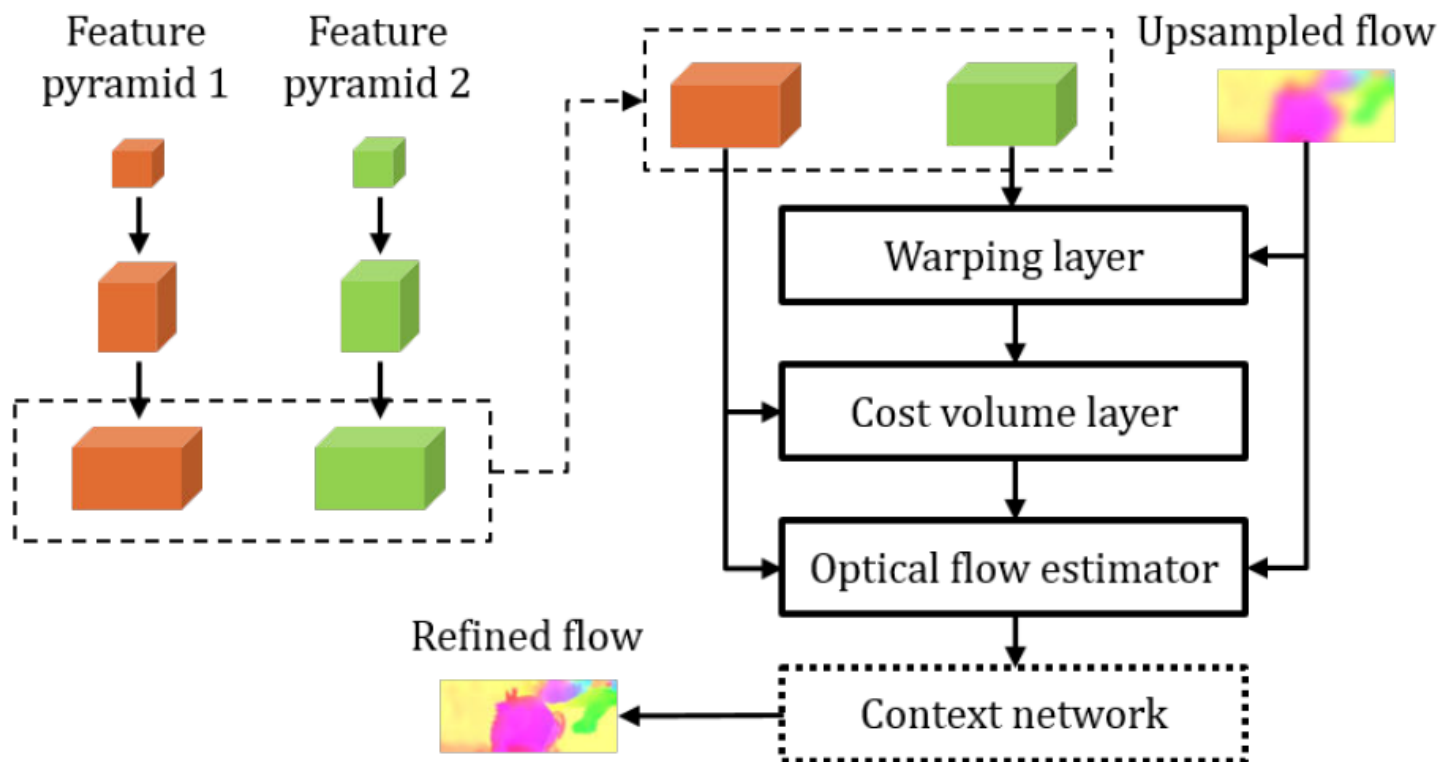 Feature
pyramid 1
Feature
pyramid 2
Upsampled flow
Warping layer
Cost volume layer
Optical flow estimator
Refined flow
Context network